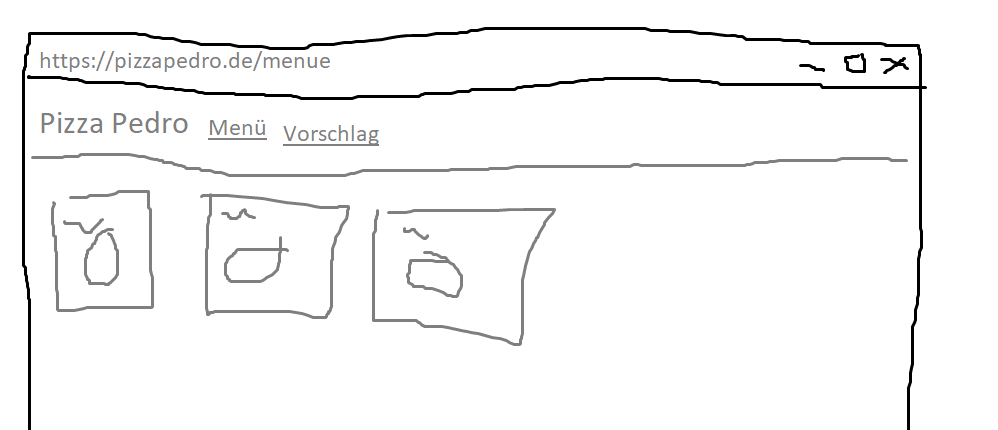 https://pizzapedro.de/menue
Pizza Pedro Menü Vorschlag